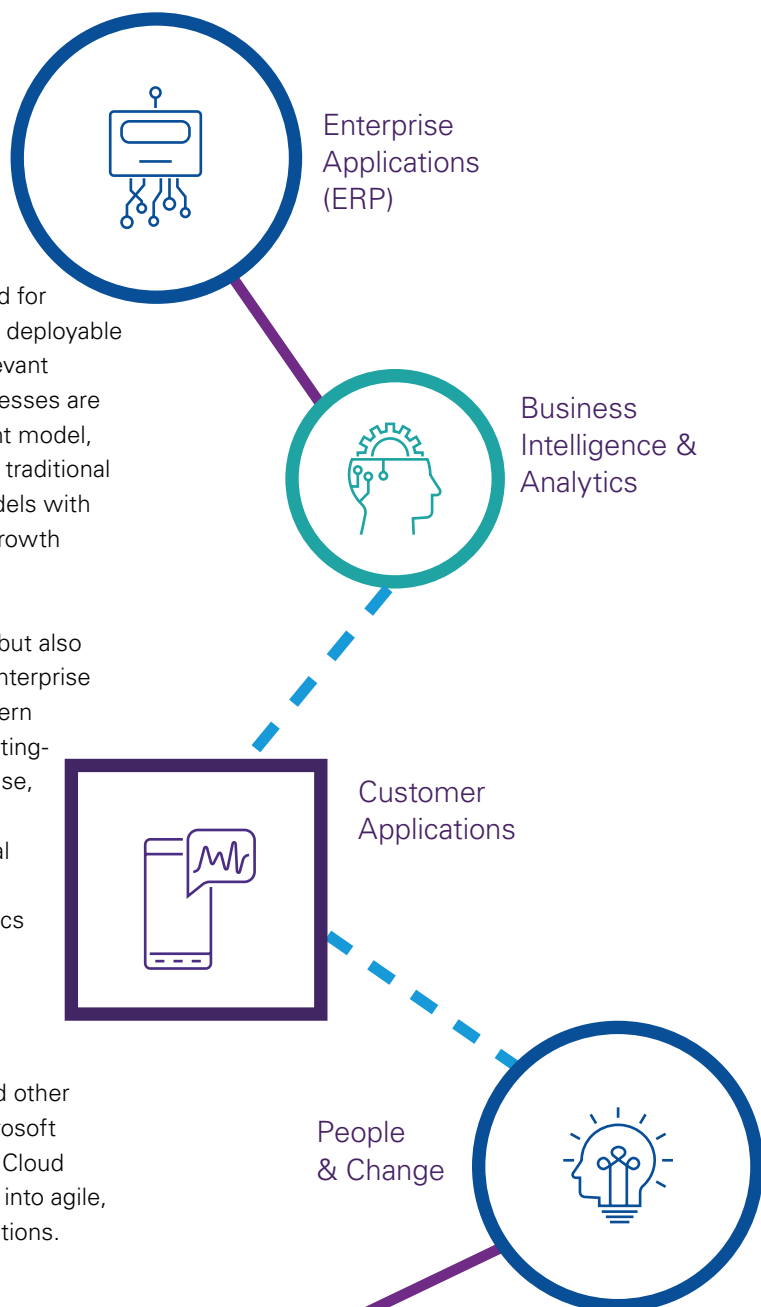 Enterprise
Applications
(ERP)
d for
deployable
evant
esses are
nt model,
traditional
dels with
rowth
Business
Intelligence &
Analytics
but also
nterprise
ern
ting-
se,
al
cs
Customer
Applications
d other
rosoft
Cloud
into agile,
tions.
People
& Change